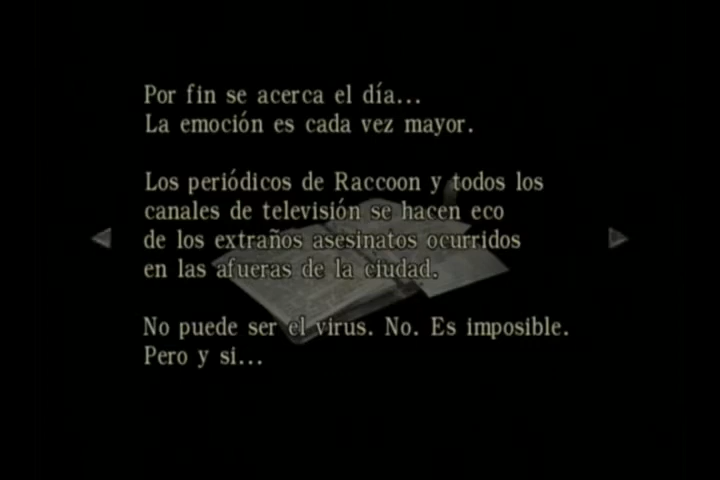 Por fin se acerca el día...
La emoción es cada vez mayor.
Los periódicos de Raccoon y todos los
canales de televisión se hacen eco
de los extraños asesinatos ocurridos
en las afueras de la ciudad.
No puede ser el virus. No. Es imposible.
Pero y si...